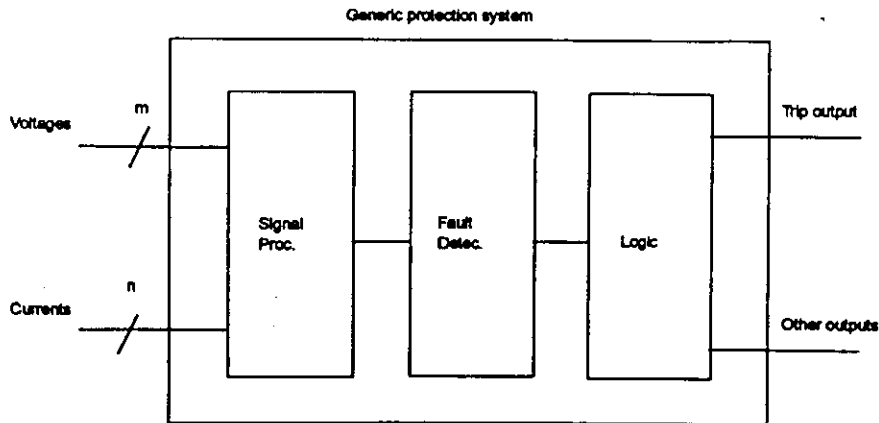 Generic protection system
m
Voltages
Trip output
Signal
Proc.
Fault
Detec.
Logic
n
Currents
Other outputs